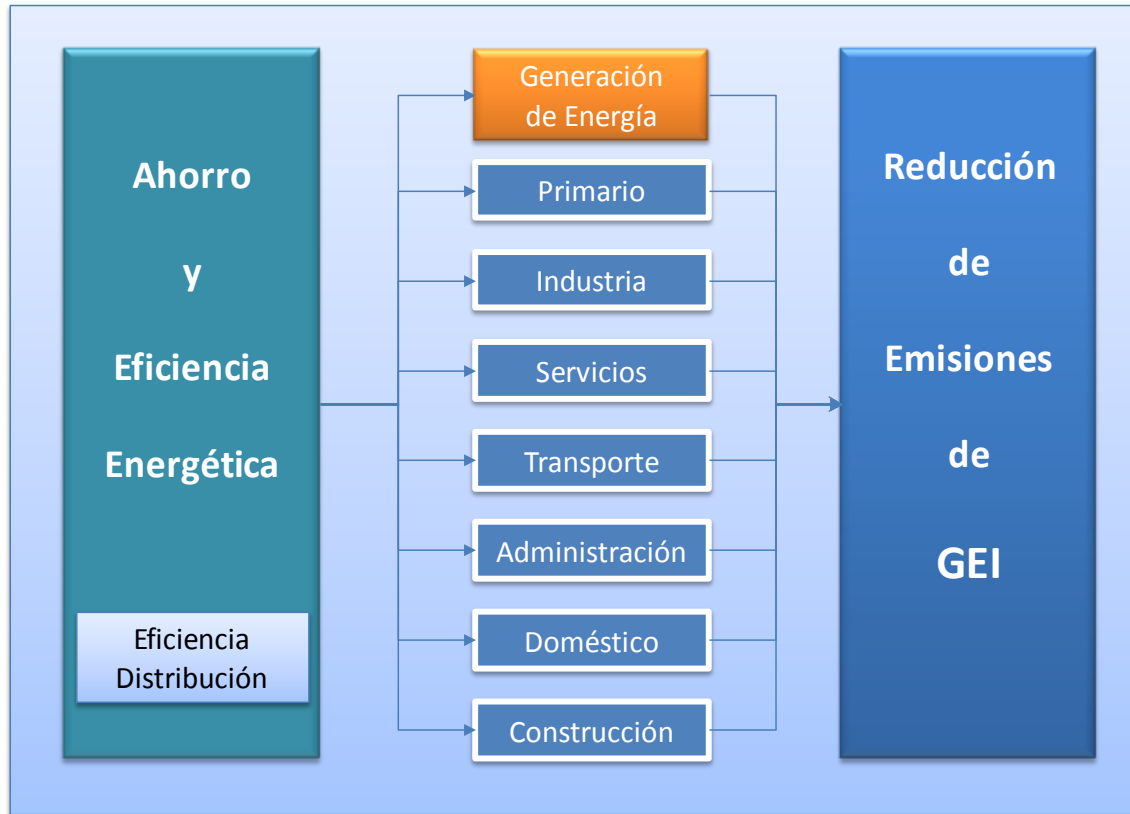 Ahorro
y
Eficiencia
Energética
Eficiencia
Distribución
Generación
de Energía
Primario
Industria
Servicios
Transporte
Administración
Doméstico
Construcción
Reducción
de
Emisiones
de
GEI